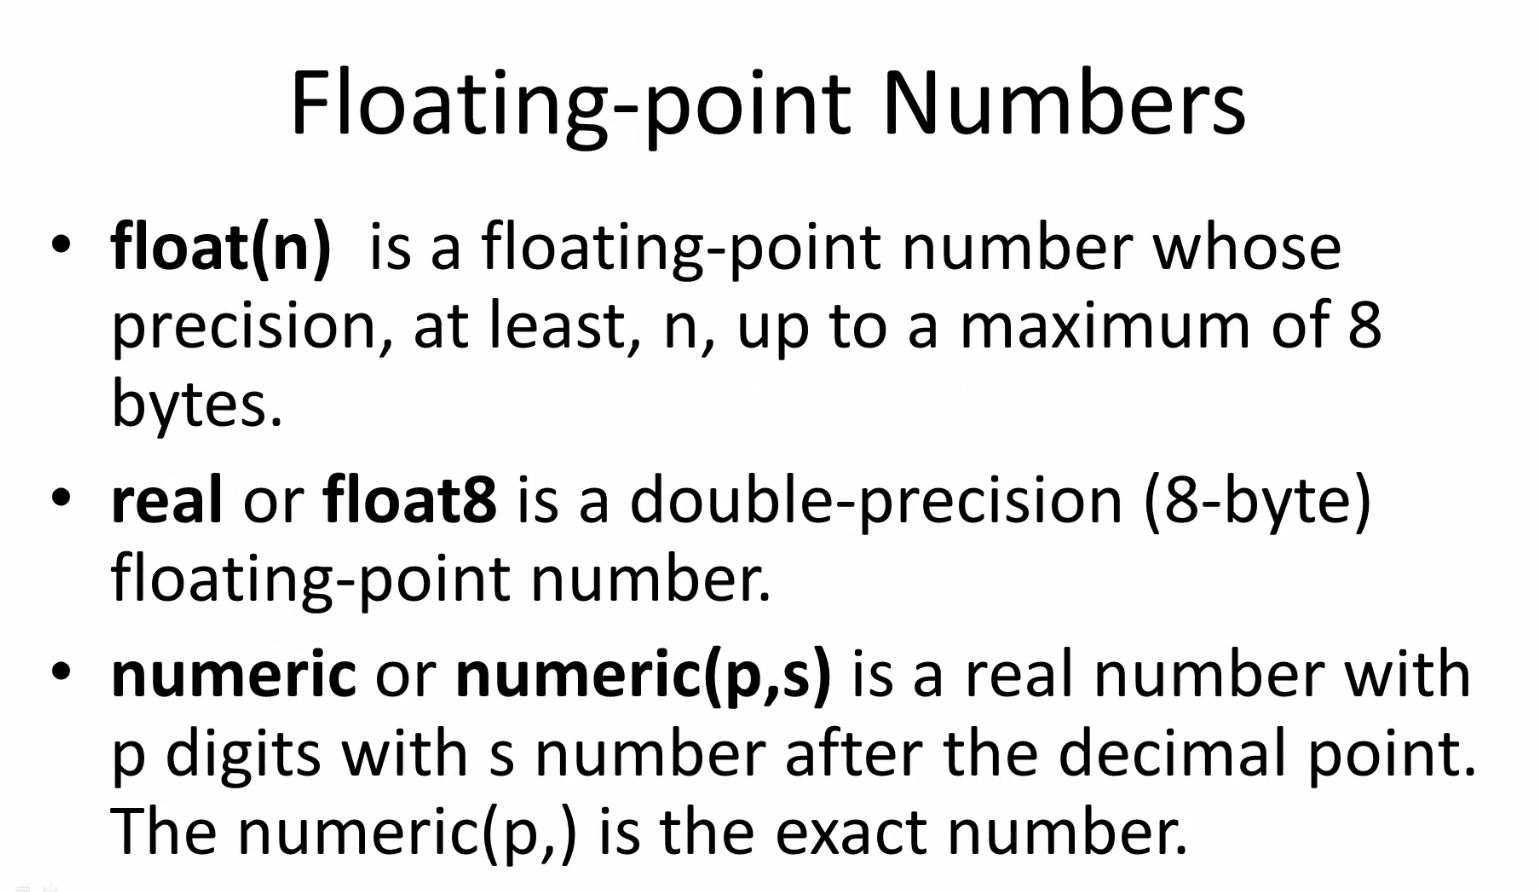 Floating-point Numbers
• float(n)  is a floating-point number whose
precision, at least, n, up to a maximum of 8
bytes.
• real or float8 is a double-precision (8-byte)
floating-point number.
• numeric or numeric(p,s) is a real number with
p digits with s number after the decimal point.
The numeric(p,) is the exact number.